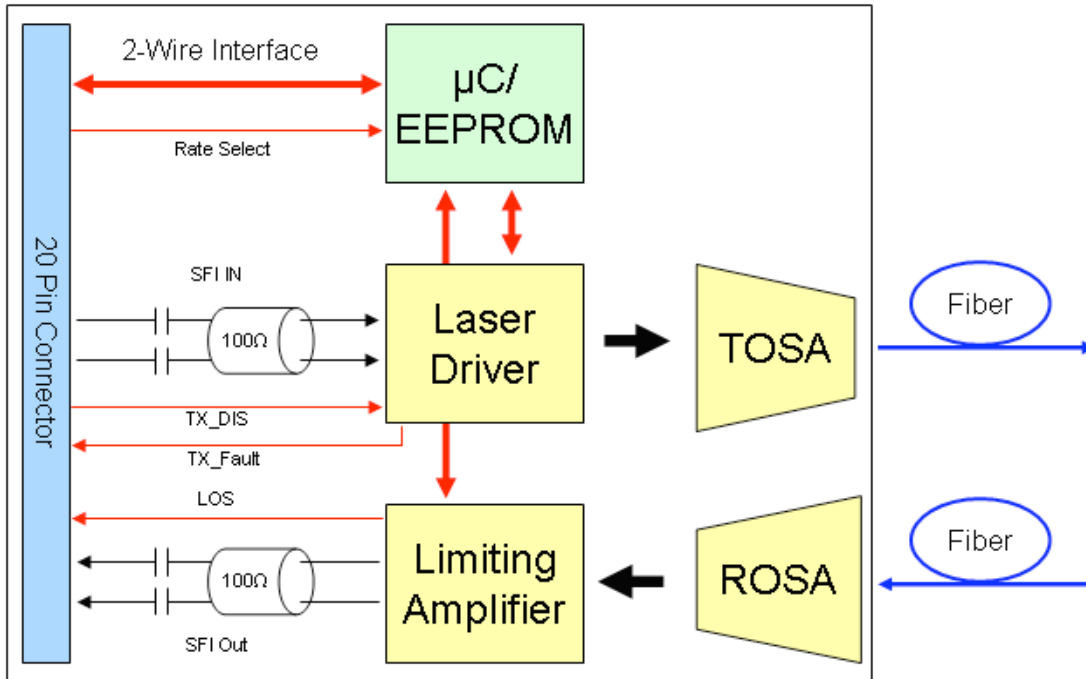 2-Wire Interface
µC/
EEPROM
Rate Select
20 Pin Connector
SFI IN
100Ω
Laser
Driver
TOSA
Fiber
TX_DIS
TX_Fault
LOS
100Ω
Limiting
Amplifier
ROSA
Fiber
SFI Out